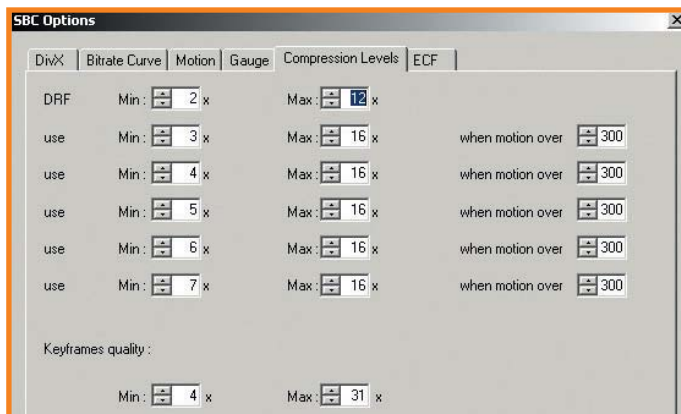 SBC Options
DivX Bitrate Curve Motion Gauge Compression Levels ECF
DRF Min : 2 x Max : 12 x
use Min : 3 x Max : 16 x when motion over 300
use Min : 4 x Max : 16 x when motion over 300
use Min : 5 x Max : 16 x when motion over 300
use Min : 6 x Max : 16 x when motion over 300
use Min : 7 x Max : 16 x when motion over 300
Keyframes quality :
Min : 4 x Max : 31 x